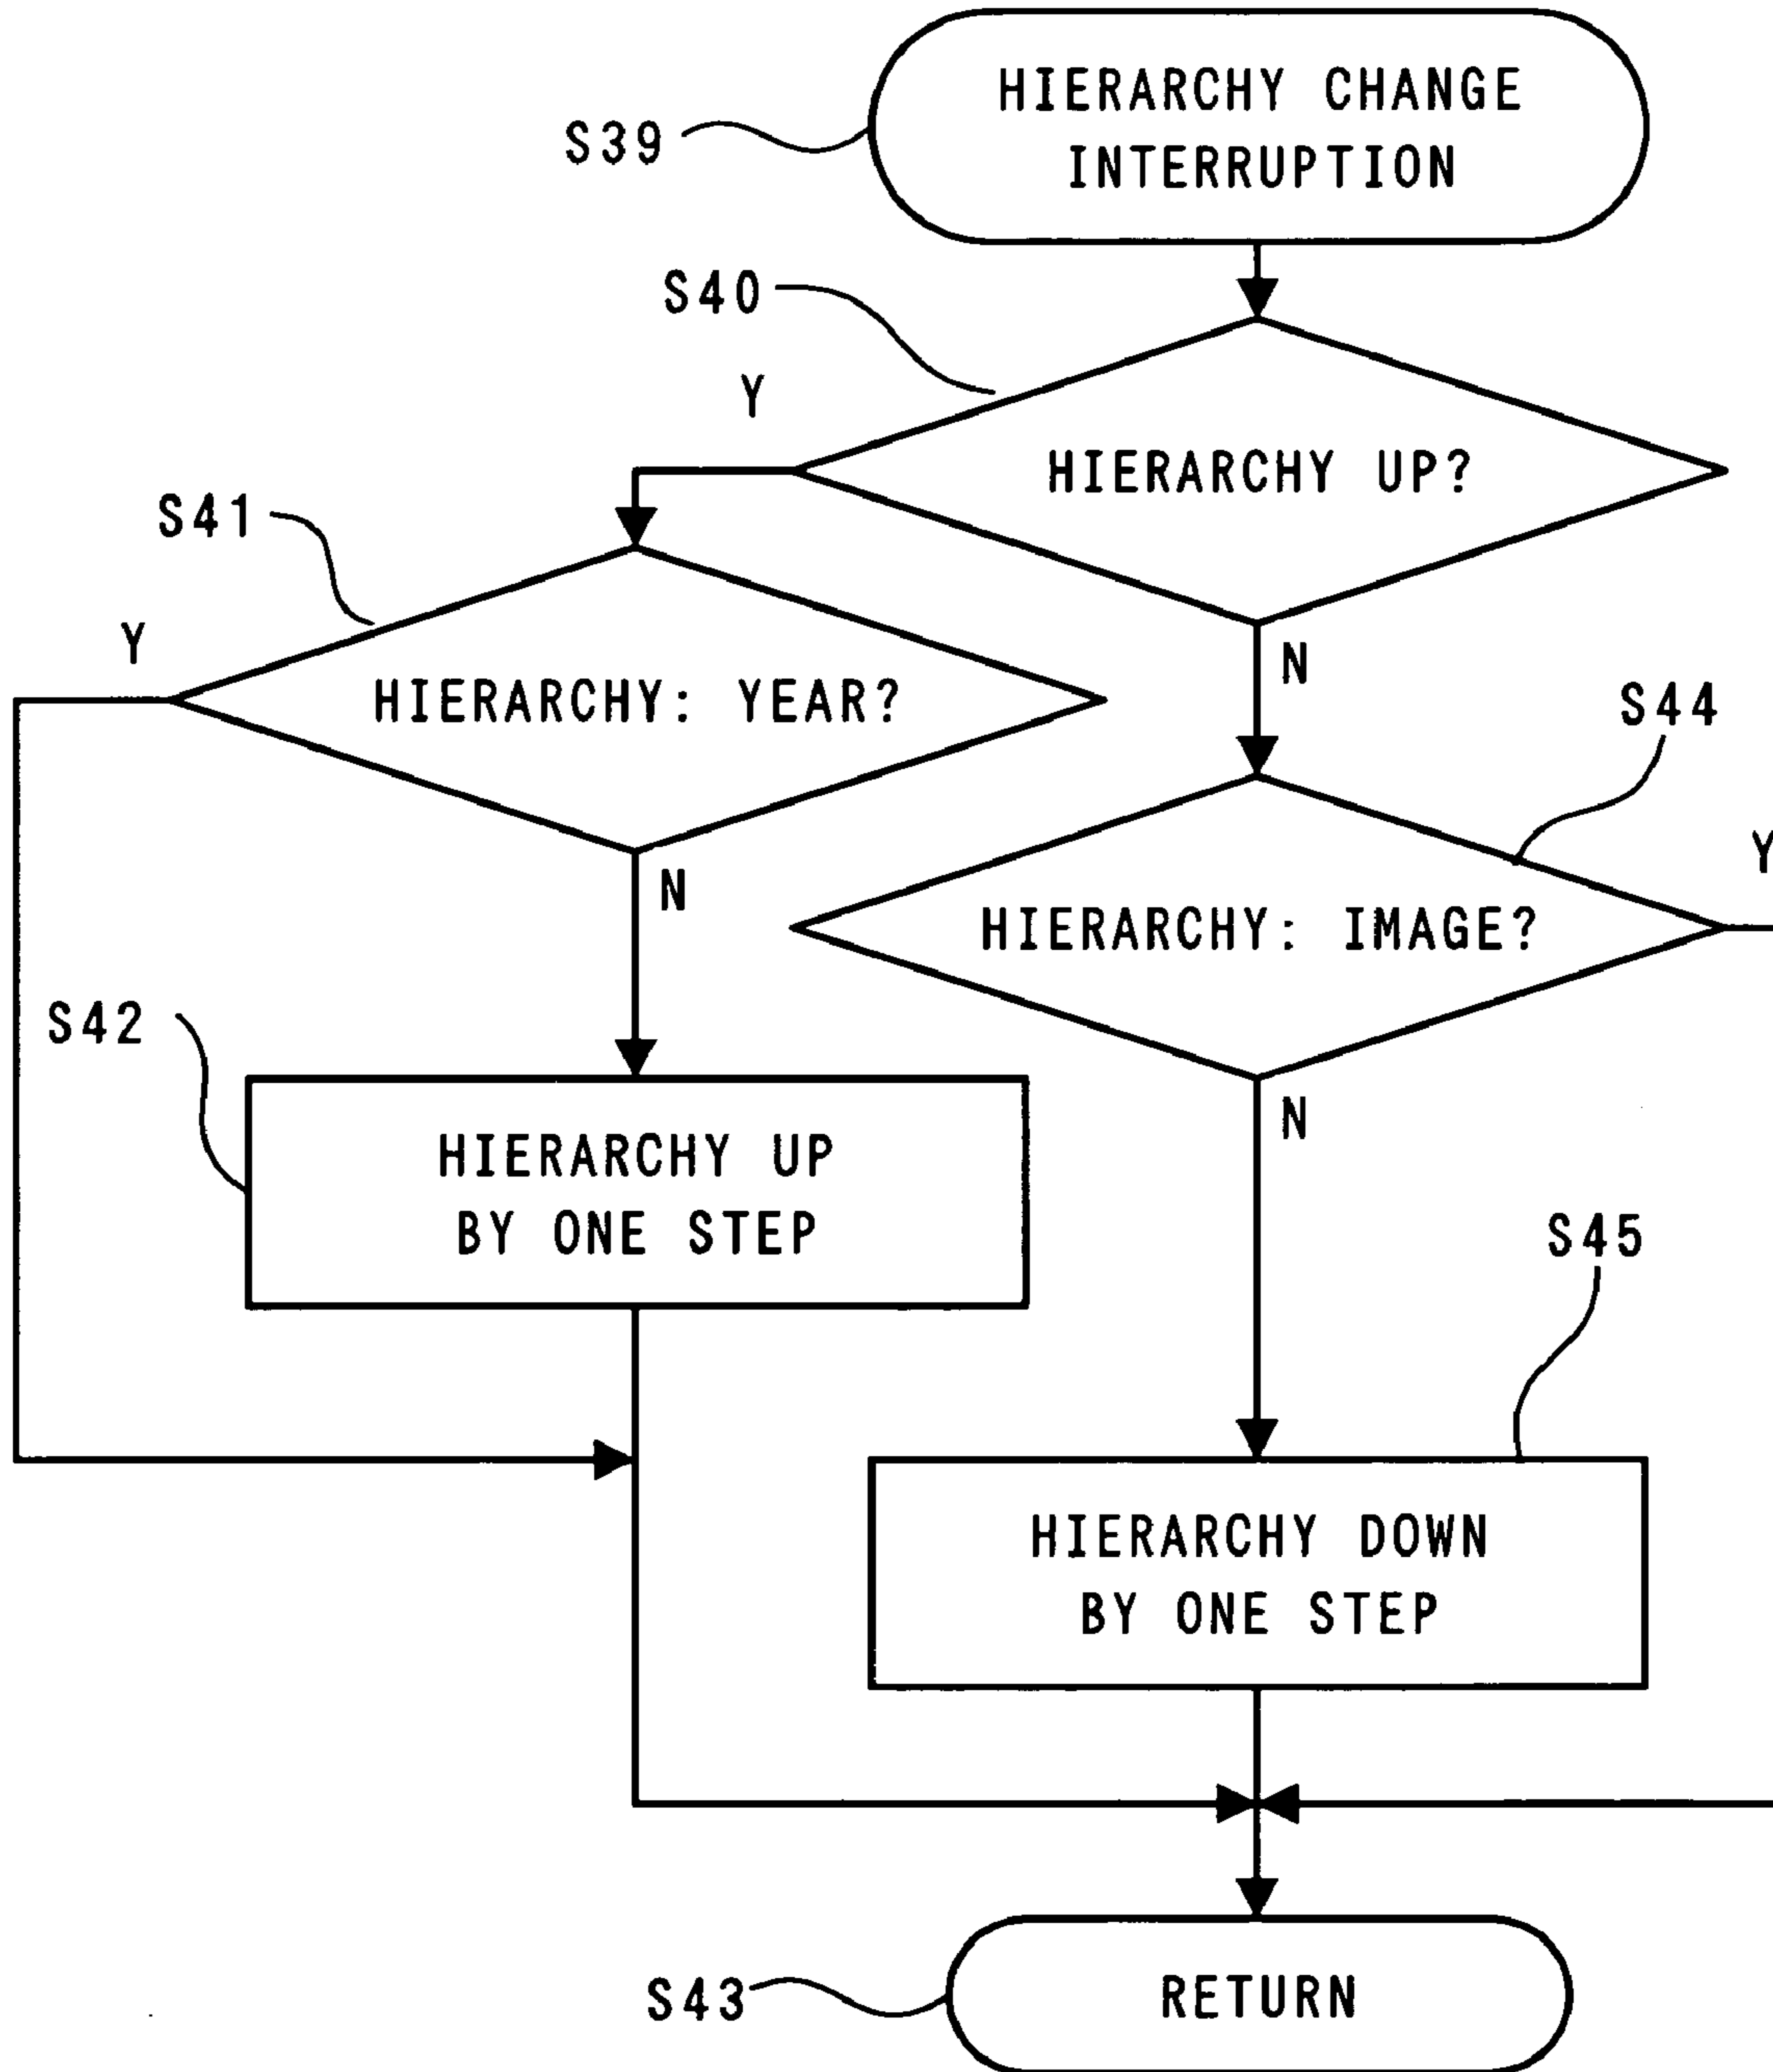 HIERARCHY CHANGE
INTERRUPTION
S39
S40
Y
HIERARCHY UP?
S41
N
Y
HIERARCHY: YEAR?
S44
N
Y
HIERARCHY: IMAGE?
S42
N
HIERARCHY UP
BY ONE STEP
S45
HIERARCHY DOWN
BY ONE STEP
S43
RETURN